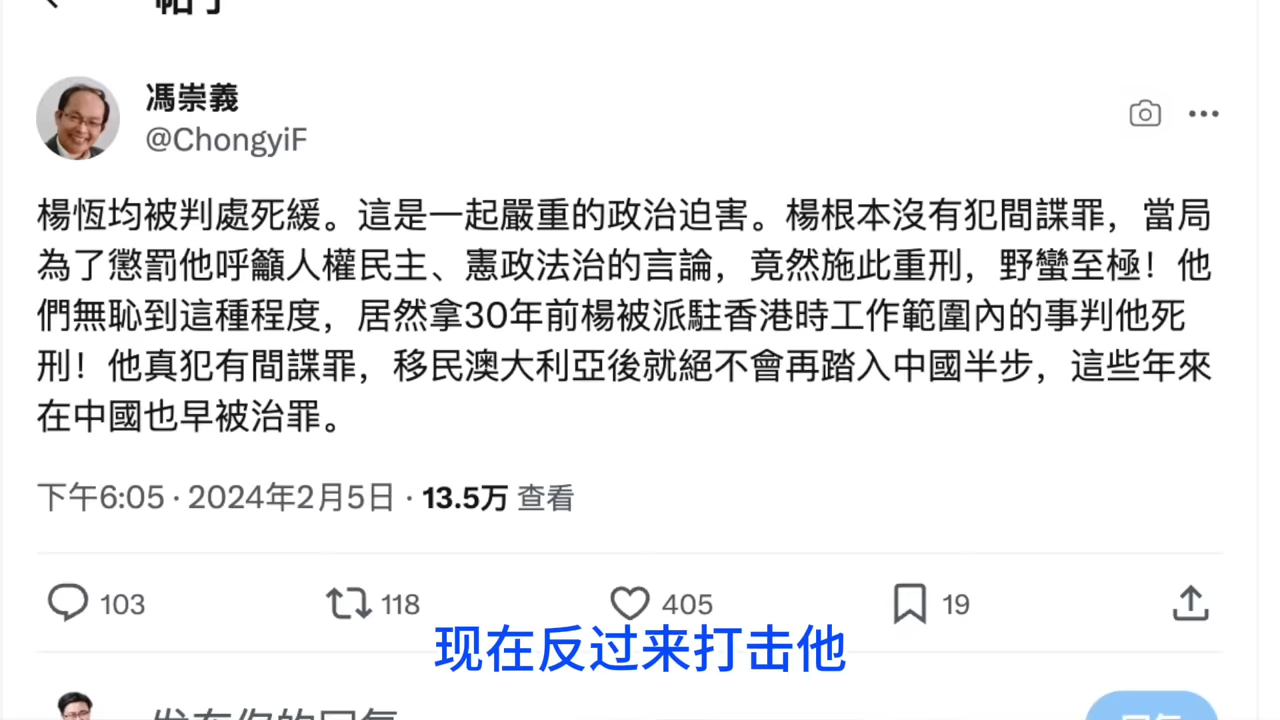 帖子
馮崇義
@ChongyiF
楊恆均被判處死緩。這是一起嚴重的政治迫害。楊根本沒有犯間諜罪，當局
為了懲罰他呼籲人權民主、憲政法治的言論，竟然施此重刑，野蠻至極！他
們無恥到這種程度，居然拿30年前楊被派駐香港時工作範圍內的事判他死
刑！他真犯有間諜罪，移民澳大利亞後就絕不會再踏入中國半步，這些年來
在中國也早被治罪。
下午6:05 · 2024年2月5日 · 13.5万 查看
103 118 405 19
现在反过来打击他
发布你的回复
回复